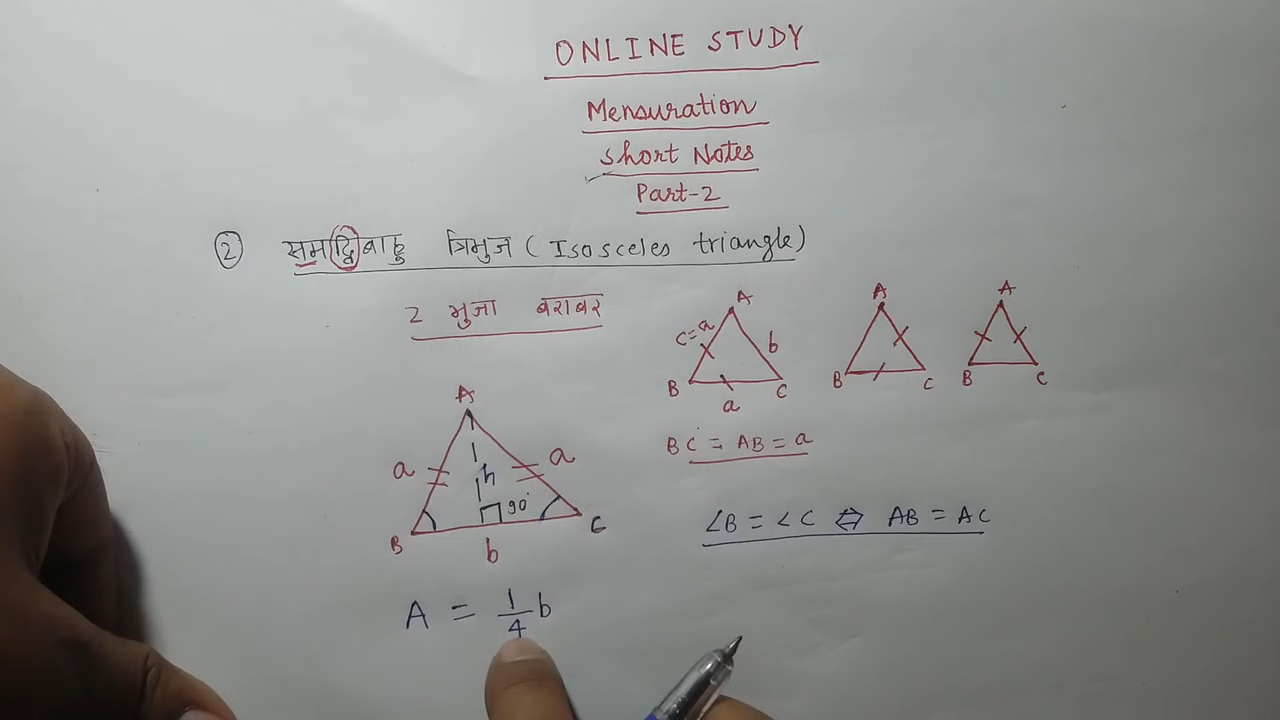 ONLINE STUDY
Mensuration
Short Notes
Part-2
② समद्विबाहु त्रिभुज (Isosceles triangle)
2 भुजा बराबर
A
B
C
c=a
b
a
A
B
C
A
B
C
BC = AB = a
A
a
a
h
90°
B
b
C
∠B = ∠C ⇔ AB = AC
A = 1/4 b